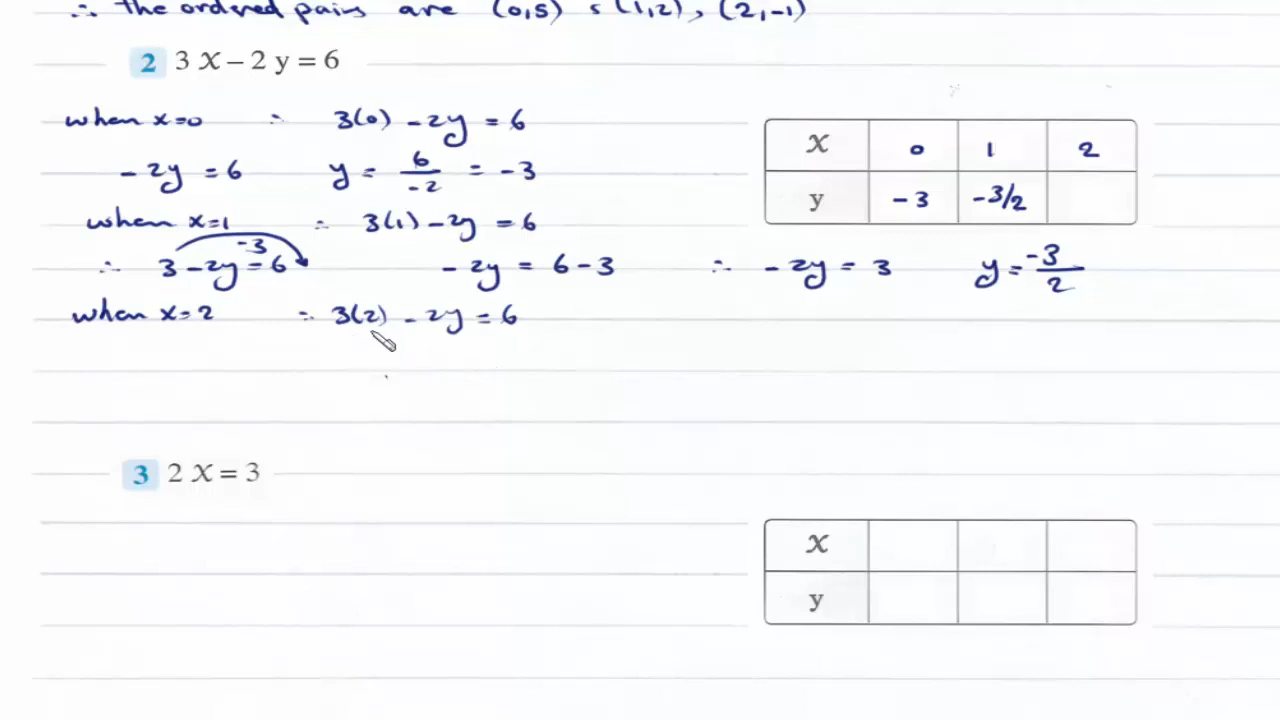 ∴ the ordered pairs are (0,5), (1,2), (2,-1)
2 3x – 2y = 6
when x=0 ∴ 3(0) - 2y = 6
- 2y = 6 y = 6/-2 = -3
x 0 1 2
y -3 -3/2
when x=1 ∴ 3(1) - 2y = 6
-3
∴ 3 - 2y = 6 - 2y = 6 - 3 ∴ - 2y = 3 y = -3/2
when x=2 ∴ 3(2) - 2y = 6
3 2x = 3
x
y